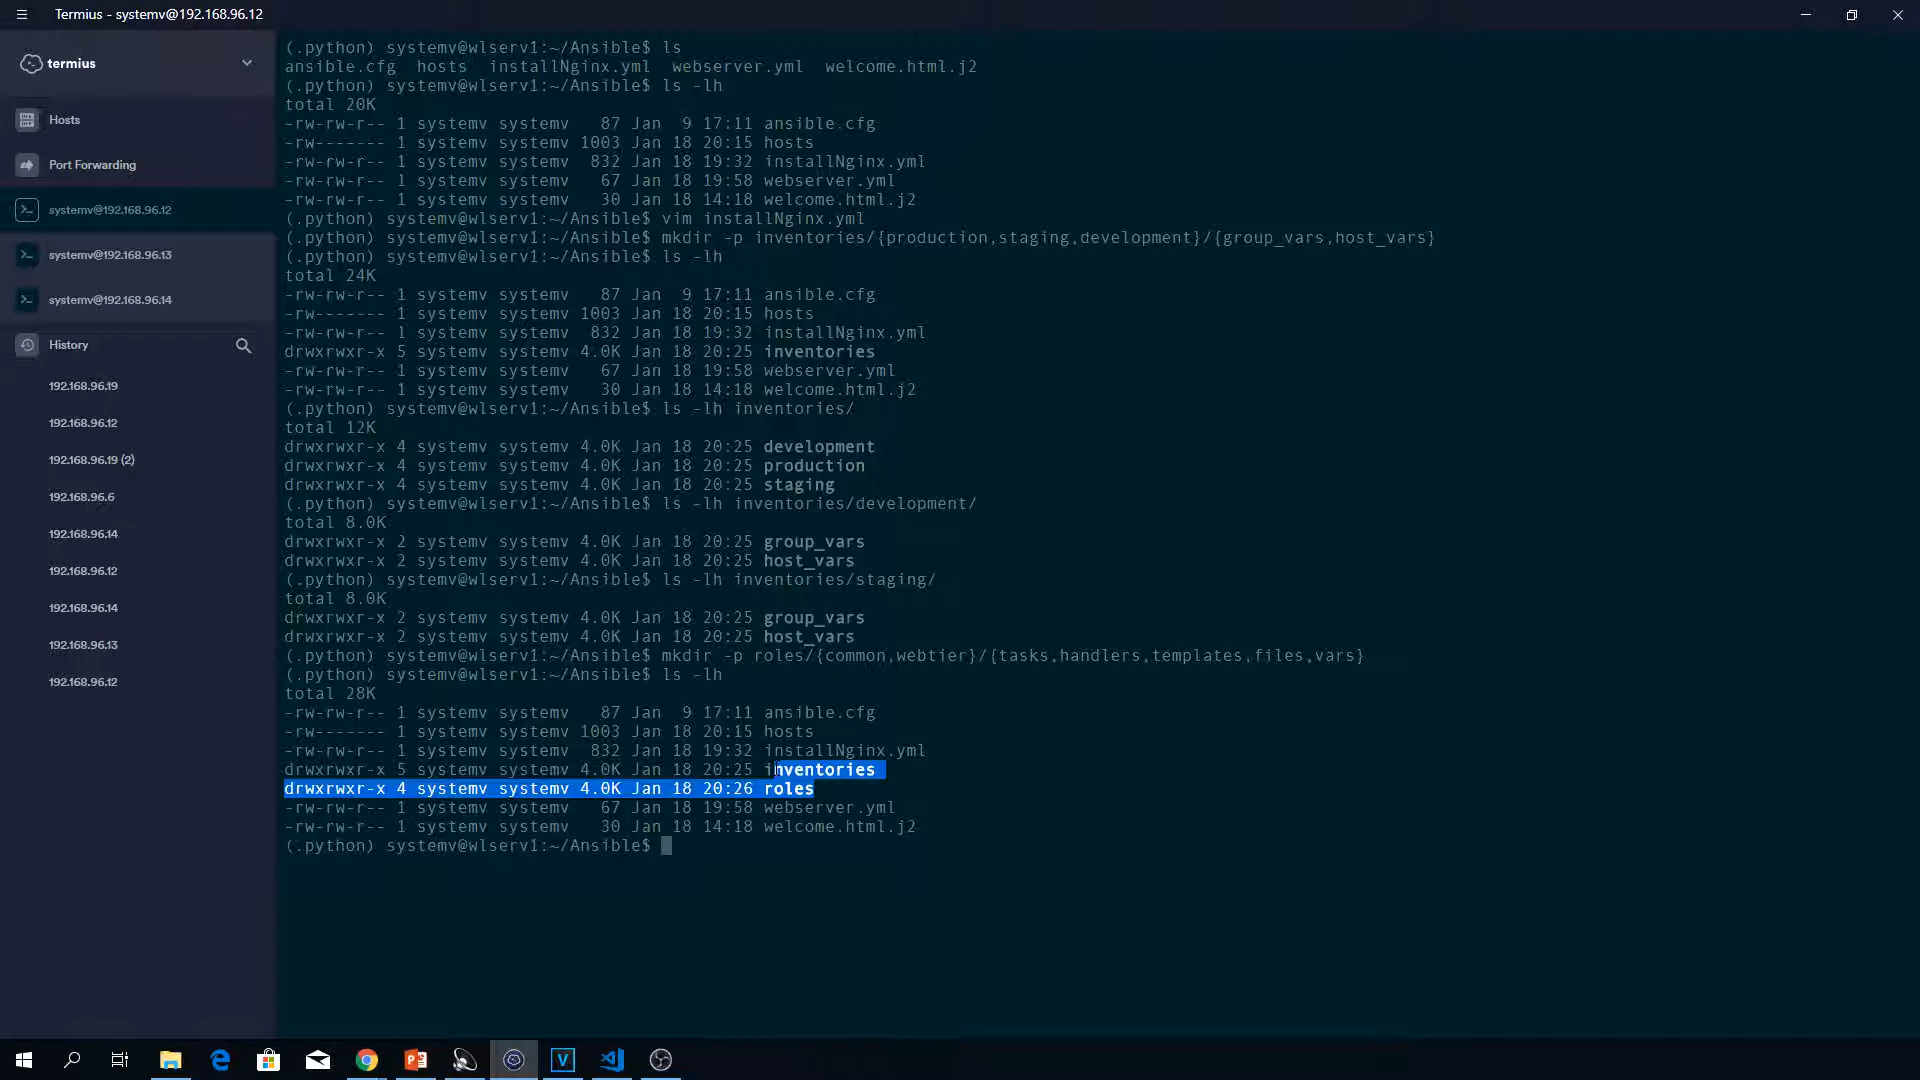 Termius - systemv@192.168.96.12
termius
Hosts
Port Forwarding
systemv@192.168.96.12
systemv@192.168.96.13
systemv@192.168.96.14
History
192.168.96.19
192.168.96.12
192.168.96.19 (2)
192.168.96.6
192.168.96.14
192.168.96.12
192.168.96.14
192.168.96.13
192.168.96.12
(.python) systemv@wlserv1:~/Ansible$ ls
ansible.cfg  hosts  installNginx.yml  webserver.yml  welcome.html.j2
(.python) systemv@wlserv1:~/Ansible$ ls -lh
total 20K
-rw-rw-r-- 1 systemv systemv   87 Jan  9 17:11 ansible.cfg
-rw------- 1 systemv systemv 1003 Jan 18 20:15 hosts
-rw-rw-r-- 1 systemv systemv  832 Jan 18 19:32 installNginx.yml
-rw-rw-r-- 1 systemv systemv   67 Jan 18 19:58 webserver.yml
-rw-rw-r-- 1 systemv systemv   30 Jan 18 14:18 welcome.html.j2
(.python) systemv@wlserv1:~/Ansible$ vim installNginx.yml
(.python) systemv@wlserv1:~/Ansible$ mkdir -p inventories/{production,staging,development}/{group_vars,host_vars}
(.python) systemv@wlserv1:~/Ansible$ ls -lh
total 24K
-rw-rw-r-- 1 systemv systemv   87 Jan  9 17:11 ansible.cfg
-rw------- 1 systemv systemv 1003 Jan 18 20:15 hosts
-rw-rw-r-- 1 systemv systemv  832 Jan 18 19:32 installNginx.yml
drwxrwxr-x 5 systemv systemv 4.0K Jan 18 20:25 inventories
-rw-rw-r-- 1 systemv systemv   67 Jan 18 19:58 webserver.yml
-rw-rw-r-- 1 systemv systemv   30 Jan 18 14:18 welcome.html.j2
(.python) systemv@wlserv1:~/Ansible$ ls -lh inventories/
total 12K
drwxrwxr-x 4 systemv systemv 4.0K Jan 18 20:25 development
drwxrwxr-x 4 systemv systemv 4.0K Jan 18 20:25 production
drwxrwxr-x 4 systemv systemv 4.0K Jan 18 20:25 staging
(.python) systemv@wlserv1:~/Ansible$ ls -lh inventories/development/
total 8.0K
drwxrwxr-x 2 systemv systemv 4.0K Jan 18 20:25 group_vars
drwxrwxr-x 2 systemv systemv 4.0K Jan 18 20:25 host_vars
(.python) systemv@wlserv1:~/Ansible$ ls -lh inventories/staging/
total 8.0K
drwxrwxr-x 2 systemv systemv 4.0K Jan 18 20:25 group_vars
drwxrwxr-x 2 systemv systemv 4.0K Jan 18 20:25 host_vars
(.python) systemv@wlserv1:~/Ansible$ mkdir -p roles/{common,webtier}/{tasks,handlers,templates,files,vars}
(.python) systemv@wlserv1:~/Ansible$ ls -lh
total 28K
-rw-rw-r-- 1 systemv systemv   87 Jan  9 17:11 ansible.cfg
-rw------- 1 systemv systemv 1003 Jan 18 20:15 hosts
-rw-rw-r-- 1 systemv systemv  832 Jan 18 19:32 installNginx.yml
drwxrwxr-x 5 systemv systemv 4.0K Jan 18 20:25 inventories
drwxrwxr-x 4 systemv systemv 4.0K Jan 18 20:26 roles
-rw-rw-r-- 1 systemv systemv   67 Jan 18 19:58 webserver.yml
-rw-rw-r-- 1 systemv systemv   30 Jan 18 14:18 welcome.html.j2
(.python) systemv@wlserv1:~/Ansible$